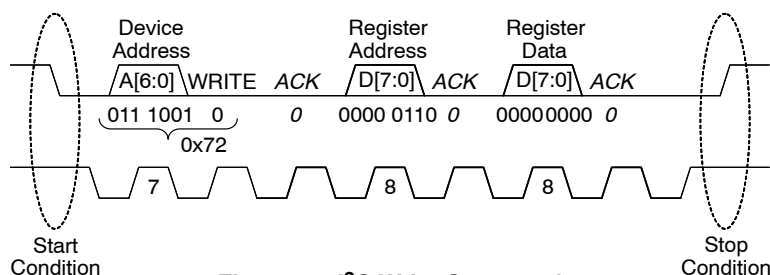 Device Address
Register Address
Register Data
A[6:0] WRITE ACK D[7:0] ACK D[7:0] ACK
011 1001 0 0 0000 0110 0 00000000 0
0x72
7 8 8
Start Condition
Stop Condition